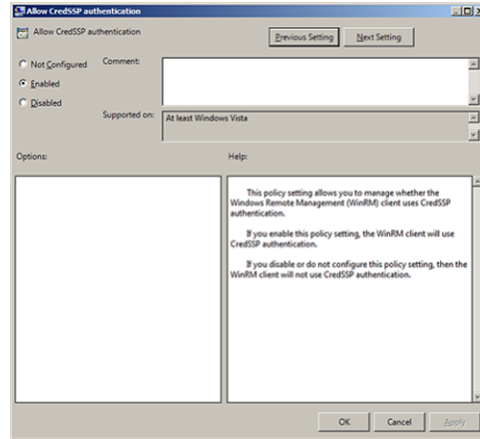 Allow CredSSP authentication
Allow CredSSP authentication
Previous Setting
Next Setting
Not Configured
Comment:
Enabled
Disabled
Supported on:
At least Windows Vista
Options:
Help:
This policy setting allows you to manage whether the
Windows Remote Management (WinRM) client uses CredSSP
authentication.
If you enable this policy setting, the WinRM client will use
CredSSP authentication.
If you disable or do not configure this policy setting, then the
WinRM client will not use CredSSP authentication.
OK
Cancel
Apply